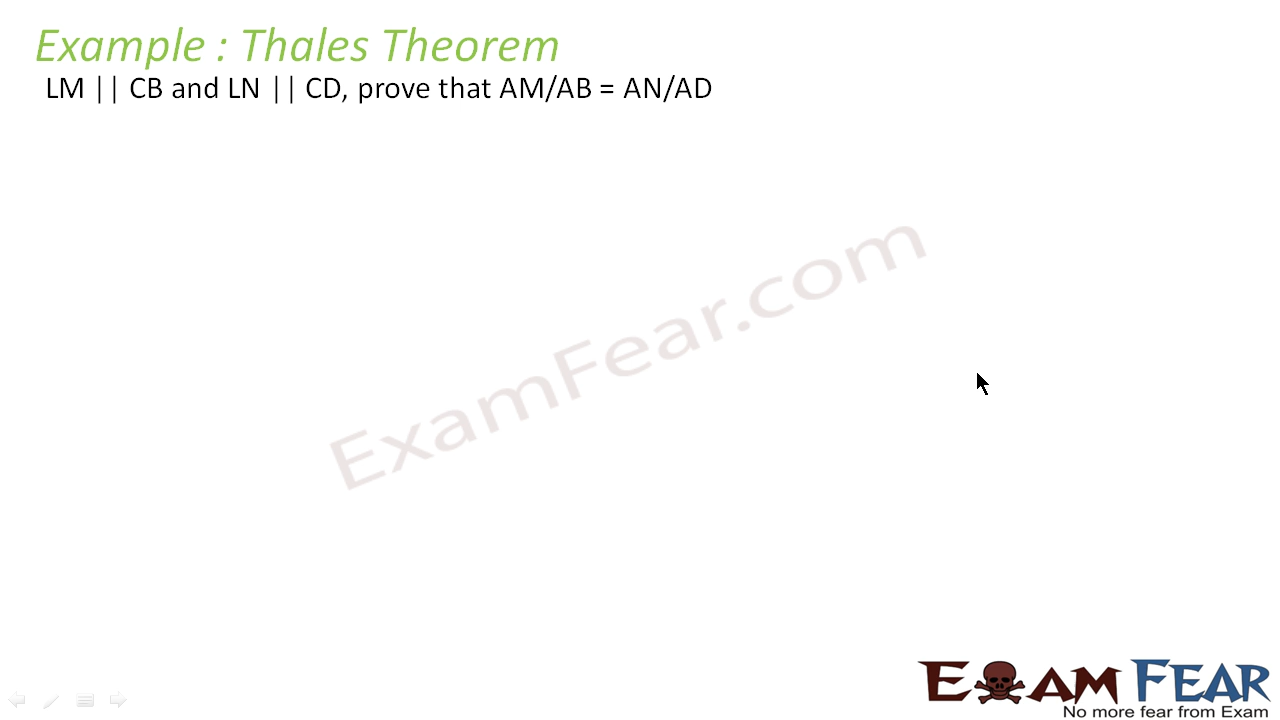 Example : Thales Theorem
LM || CB and LN || CD, prove that AM/AB = AN/AD
ExamFear.com
EXAM FEAR
No more fear from Exam